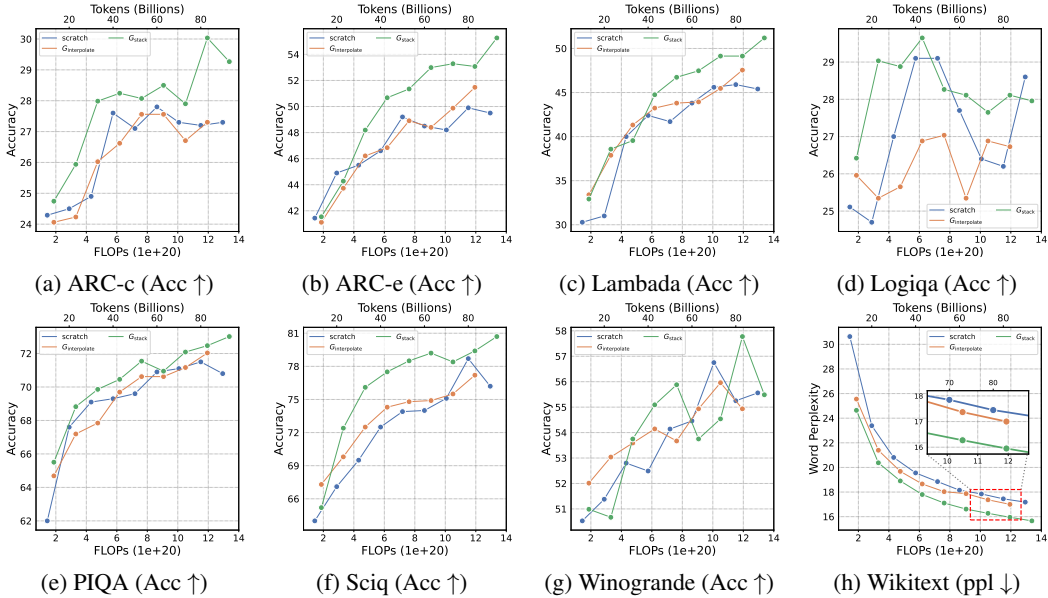 Tokens (Billions) Tokens (Billions) Tokens (Billions) Tokens (Billions)
20 40 60 80 20 40 60 80 20 40 60 80 20 40 60 80
scratch G_interpolate G_stack
scratch G_interpolate G_stack
scratch G_interpolate G_stack
scratch G_interpolate G_stack
Accuracy Accuracy Accuracy Accuracy
30 29 28 27 26 25 24
54 52 50 48 46 44 42
50 45 40 35 30
29 28 27 26 25
2 4 6 8 10 12 14 2 4 6 8 10 12 14 2 4 6 8 10 12 14 2 4 6 8 10 12 14
FLOPs (1e+20) FLOPs (1e+20) FLOPs (1e+20) FLOPs (1e+20)
(a) ARC-c (Acc ↑) (b) ARC-e (Acc ↑) (c) Lambada (Acc ↑) (d) Logiqa (Acc ↑)
Tokens (Billions) Tokens (Billions) Tokens (Billions) Tokens (Billions)
20 40 60 80 20 40 60 80 20 40 60 80 20 40 60 80
scratch G_interpolate G_stack
scratch G_interpolate G_stack
scratch G_interpolate G_stack
scratch G_interpolate G_stack
Accuracy Accuracy Accuracy Word Perplexity
72 70 68 66 64 62
81 78 75 72 69 66
58 57 56 55 54 53 52 51
30 28 26 24 22 20 18 16
70 80
18 17 16
10 11 12
2 4 6 8 10 12 14 2 4 6 8 10 12 14 2 4 6 8 10 12 14 2 4 6 8 10 12 14
FLOPs (1e+20) FLOPs (1e+20) FLOPs (1e+20) FLOPs (1e+20)
(e) PIQA (Acc ↑) (f) Sciq (Acc ↑) (g) Winogrande (Acc ↑) (h) Wikitext (ppl ↓)